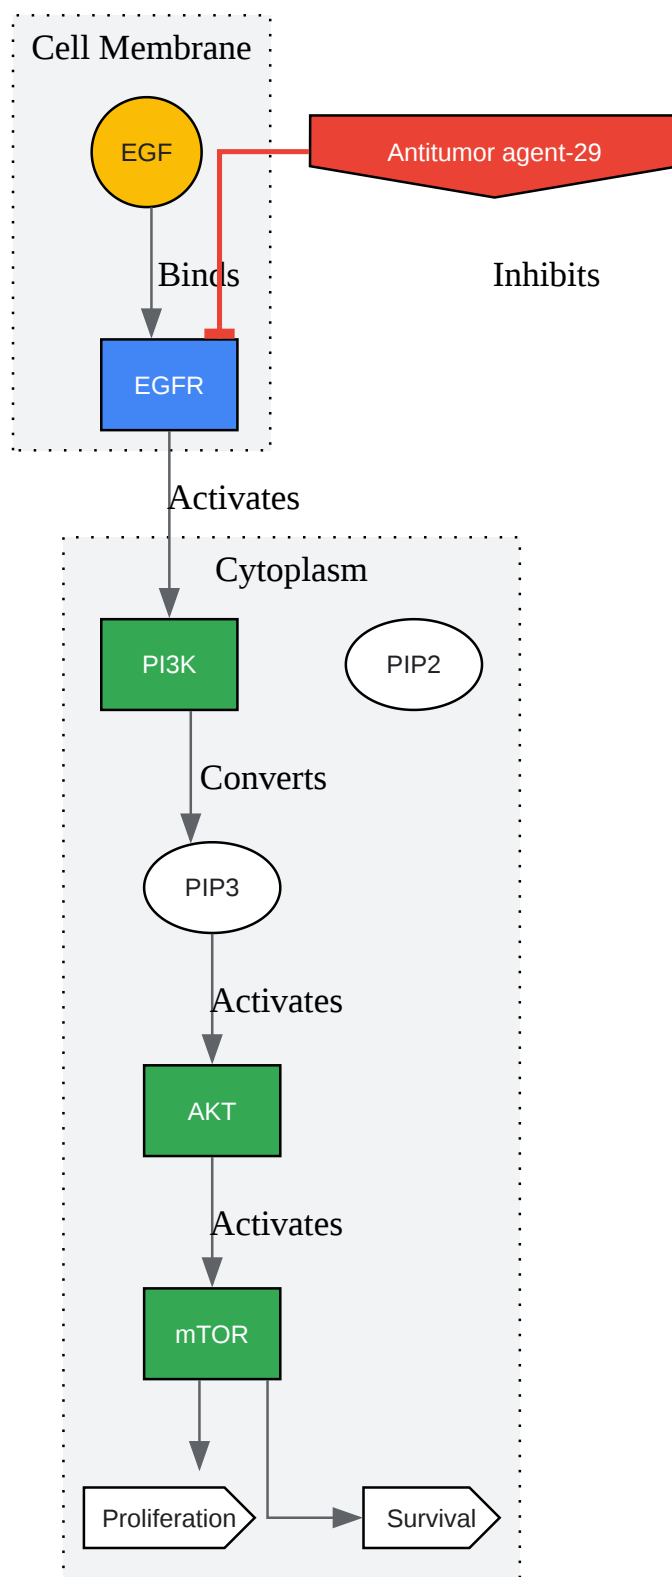 Cell Membrane
EGF
Antitumor agent-29
Binds
Inhibits
EGFR
Activates
Cytoplasm
PI3K
PIP2
Converts
PIP3
Activates
AKT
Activates
mTOR
Proliferation
Survival